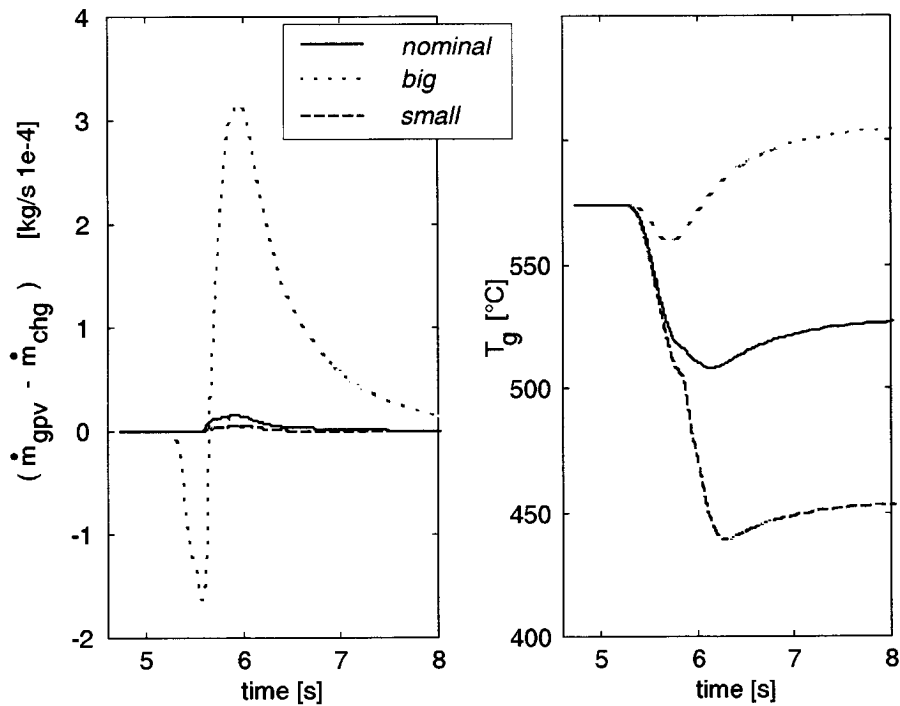 4
3
2
1
0
-1
-2
(ṁgpv - ṁchg) [kg/s 1e-4]
5
6
7
8
time [s]
nominal
big
small
550
500
450
400
Tg [°C]
5
6
7
8
time [s]